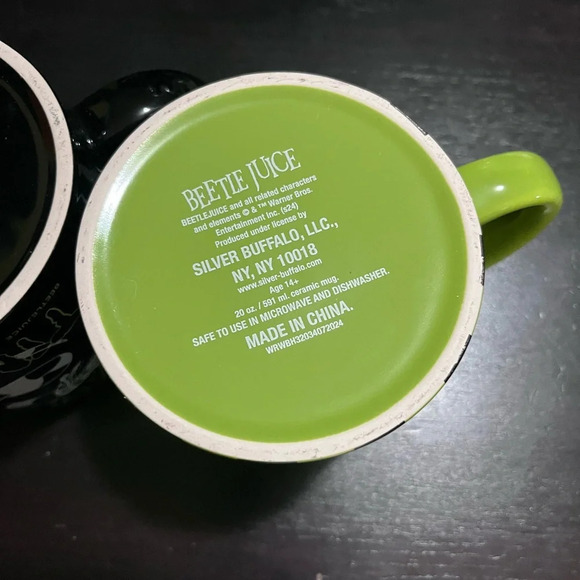 BEETLE JUICE
BEETLEJUICE and all related characters
and elements © & ™ Warner Bros.
Entertainment Inc. (s24)
Produced under license by
SILVER BUFFALO, LLC.,
NY, NY 10018
www.silver-buffalo.com
Age 14+
20 oz. / 591 ml. ceramic mug.
SAFE TO USE IN MICROWAVE AND DISHWASHER.
MADE IN CHINA.
WRWBH32034072024
BEETLEJUICE